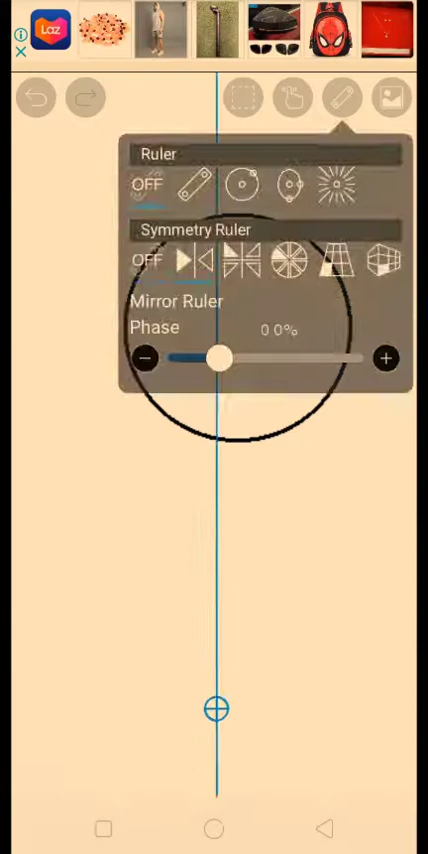 Laz
Ruler
OFF
Symmetry Ruler
OFF
Mirror Ruler
Phase 0 0%